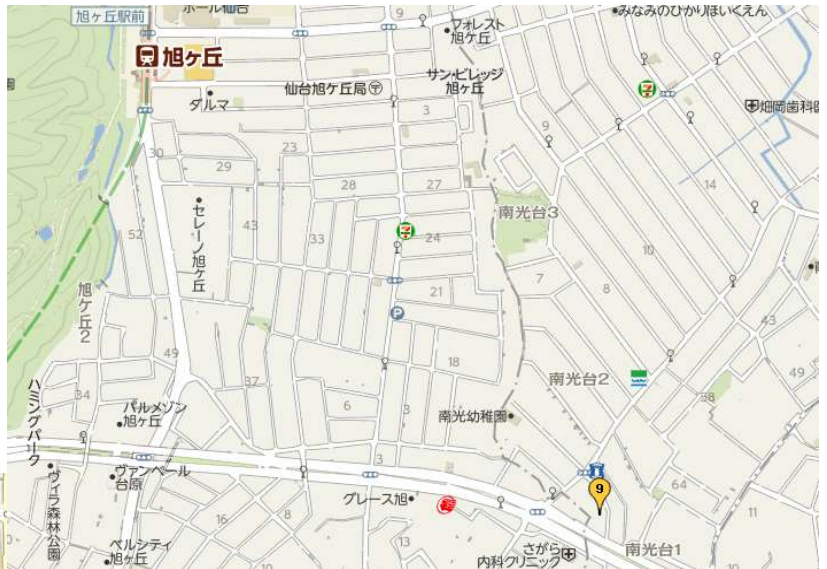 ホール仙台
旭ヶ丘駅前
9
フォレスト
旭ヶ丘
みなみのひかりほいくえん
旭ヶ丘
仙台旭ヶ丘局
サン・ビレッジ
旭ヶ丘
ダルマ
3
9
畑岡歯科医
30
29
23
28
27
14
南光台3
セレーノ旭ヶ丘
52
43
33
24
10
旭ケ丘2
7
8
21
43
49
18
南光台2
49
37
34
38
6
3
パルメゾン
旭ヶ丘
南光幼稚園
ハミングパーク
3
ヴァンベール
台原
ヴィラ森林公園
グレース旭
9
64
11
16
8
13
ベルシティ
旭ヶ丘
さがら
内科クリニック
南光台1